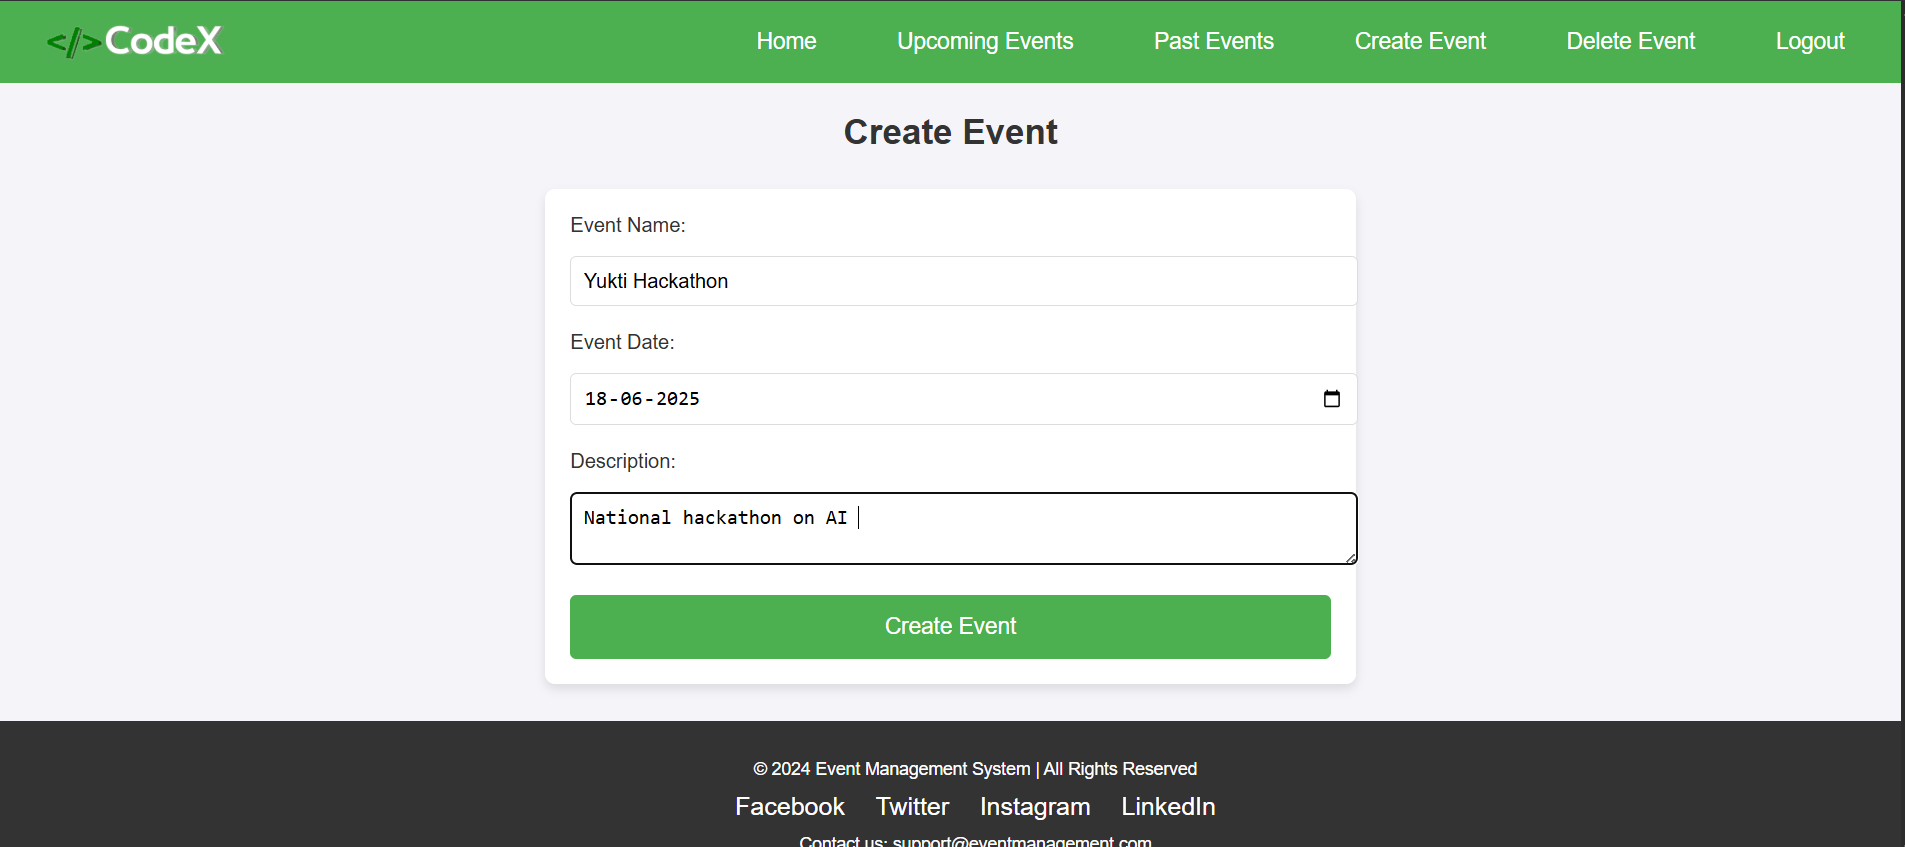 </>CodeX Home Upcoming Events Past Events Create Event Delete Event Logout
Create Event
Event Name:
Yukti Hackathon
Event Date:
18-06-2025
Description:
National hackathon on AI
Create Event
© 2024 Event Management System | All Rights Reserved
Facebook Twitter Instagram LinkedIn
Contact us: support@eventmanagement.com